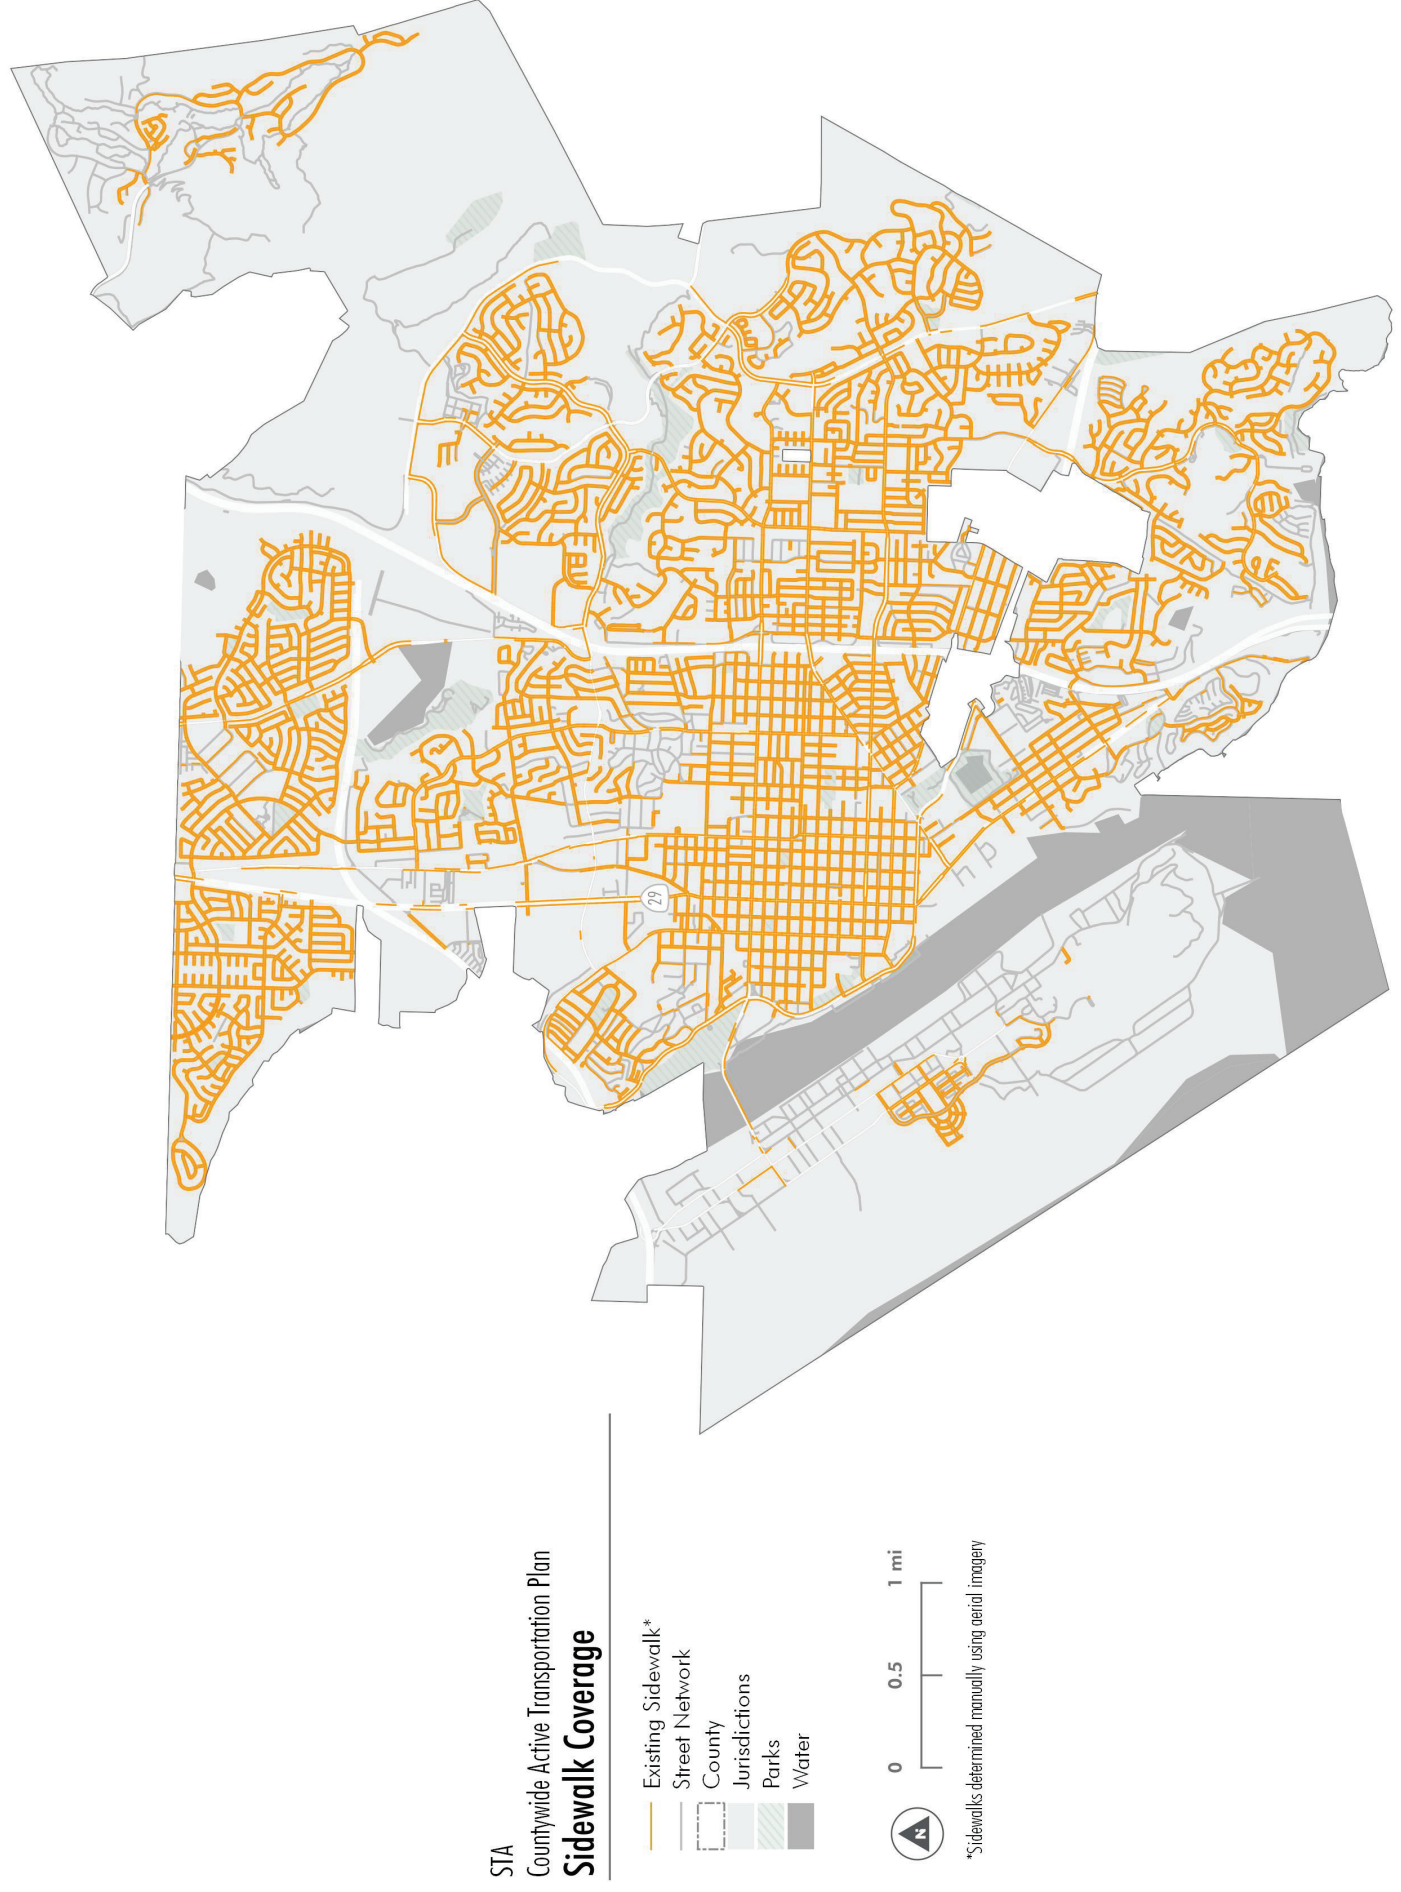 STA
Countywide Active Transportation Plan
Sidewalk Coverage
Existing Sidewalk*
Street Network
County
Jurisdictions
Parks
Water
0 0.5 1 mi
N
*Sidewalks determined manually using aerial imagery
29